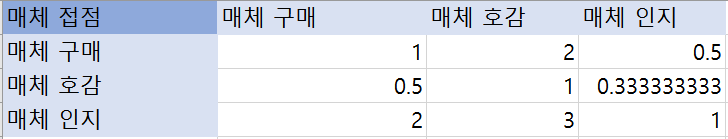 매체 접점 매체 구매 매체 호감 매체 인지
매체 구매 1 2 0.5
매체 호감 0.5 1 0.333333333
매체 인지 2 3 1